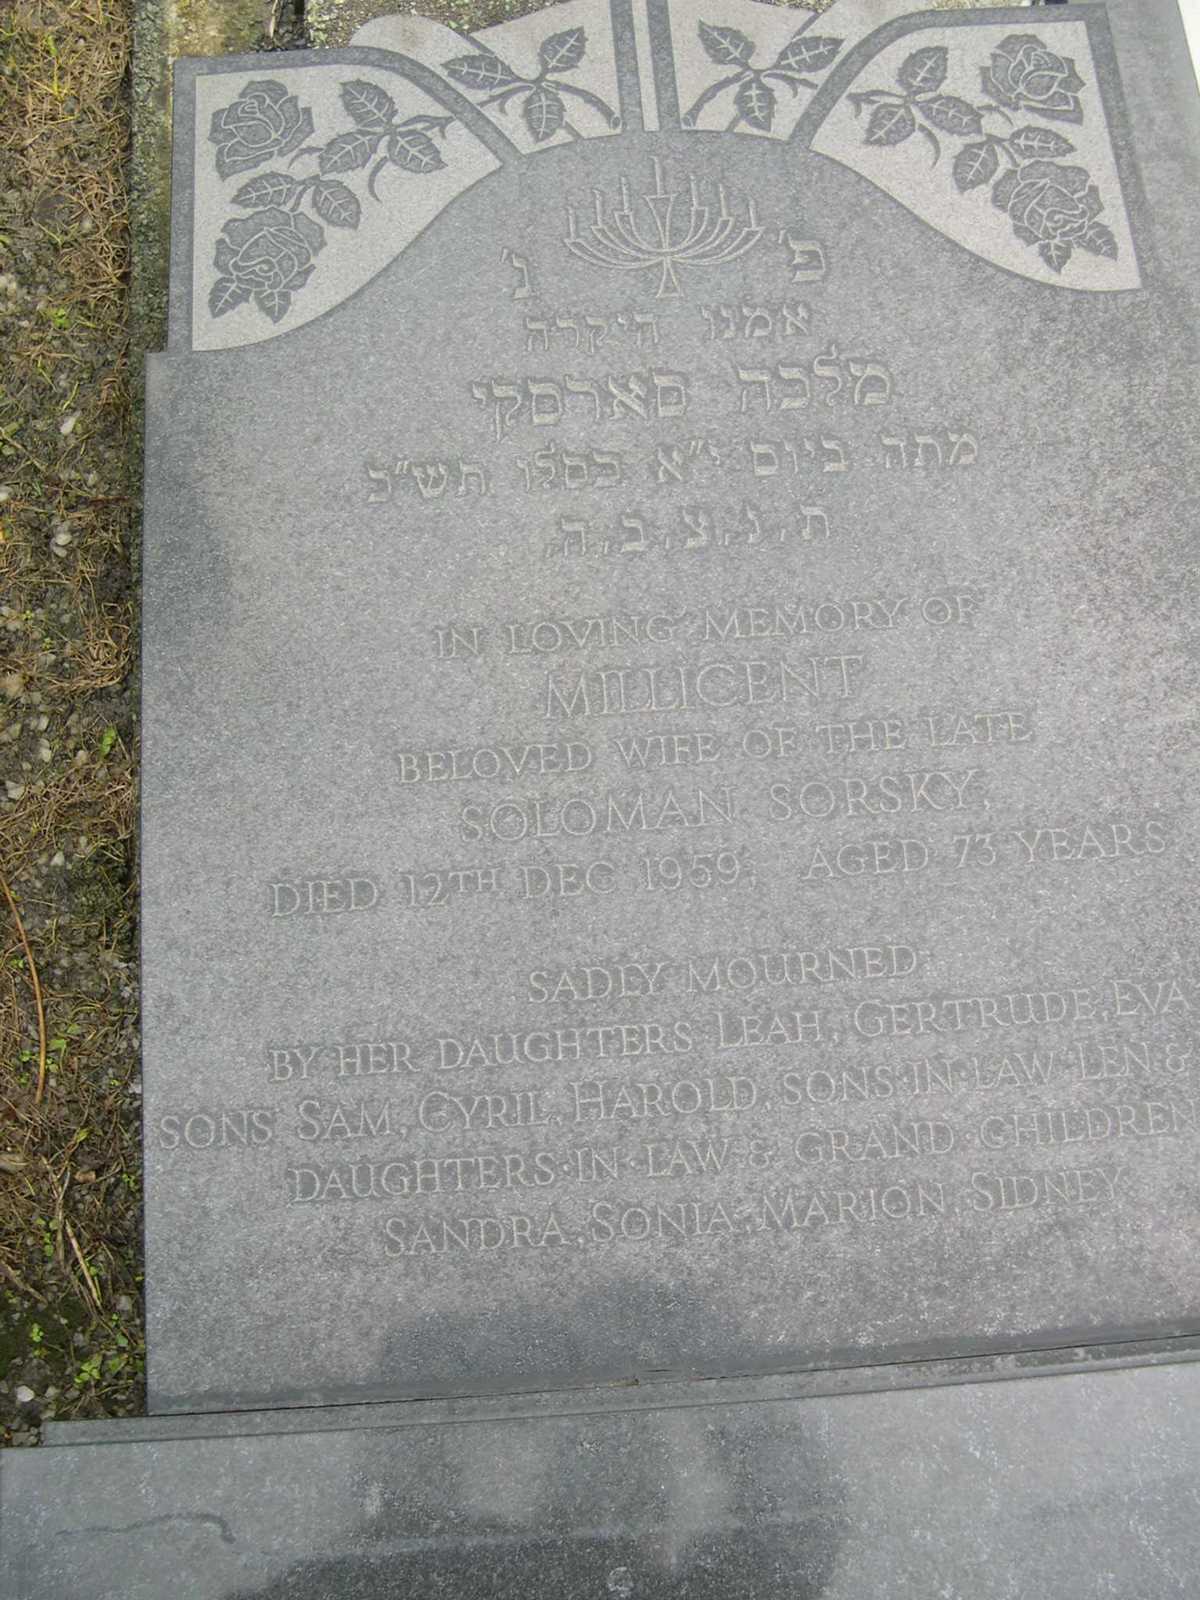 פ' נ'
אמנו היקרה
מלכה סארסקי
מתה ביום י"א כסלו תש"כ
ת.נ.צ.ב.ה.
IN LOVING MEMORY OF
MILLICENT
BELOVED WIFE OF THE LATE
SOLOMAN SORSKY,
DIED 12TH DEC 1959, AGED 73 YEARS
SADLY MOURNED
BY HER DAUGHTERS LEAH, GERTRUDE, EVA
SONS SAM, CYRIL, HAROLD, SONS·IN·LAW LEN &
DAUGHTERS·IN·LAW & GRAND·CHILDREN
SANDRA, SONIA, MARION, SIDNEY